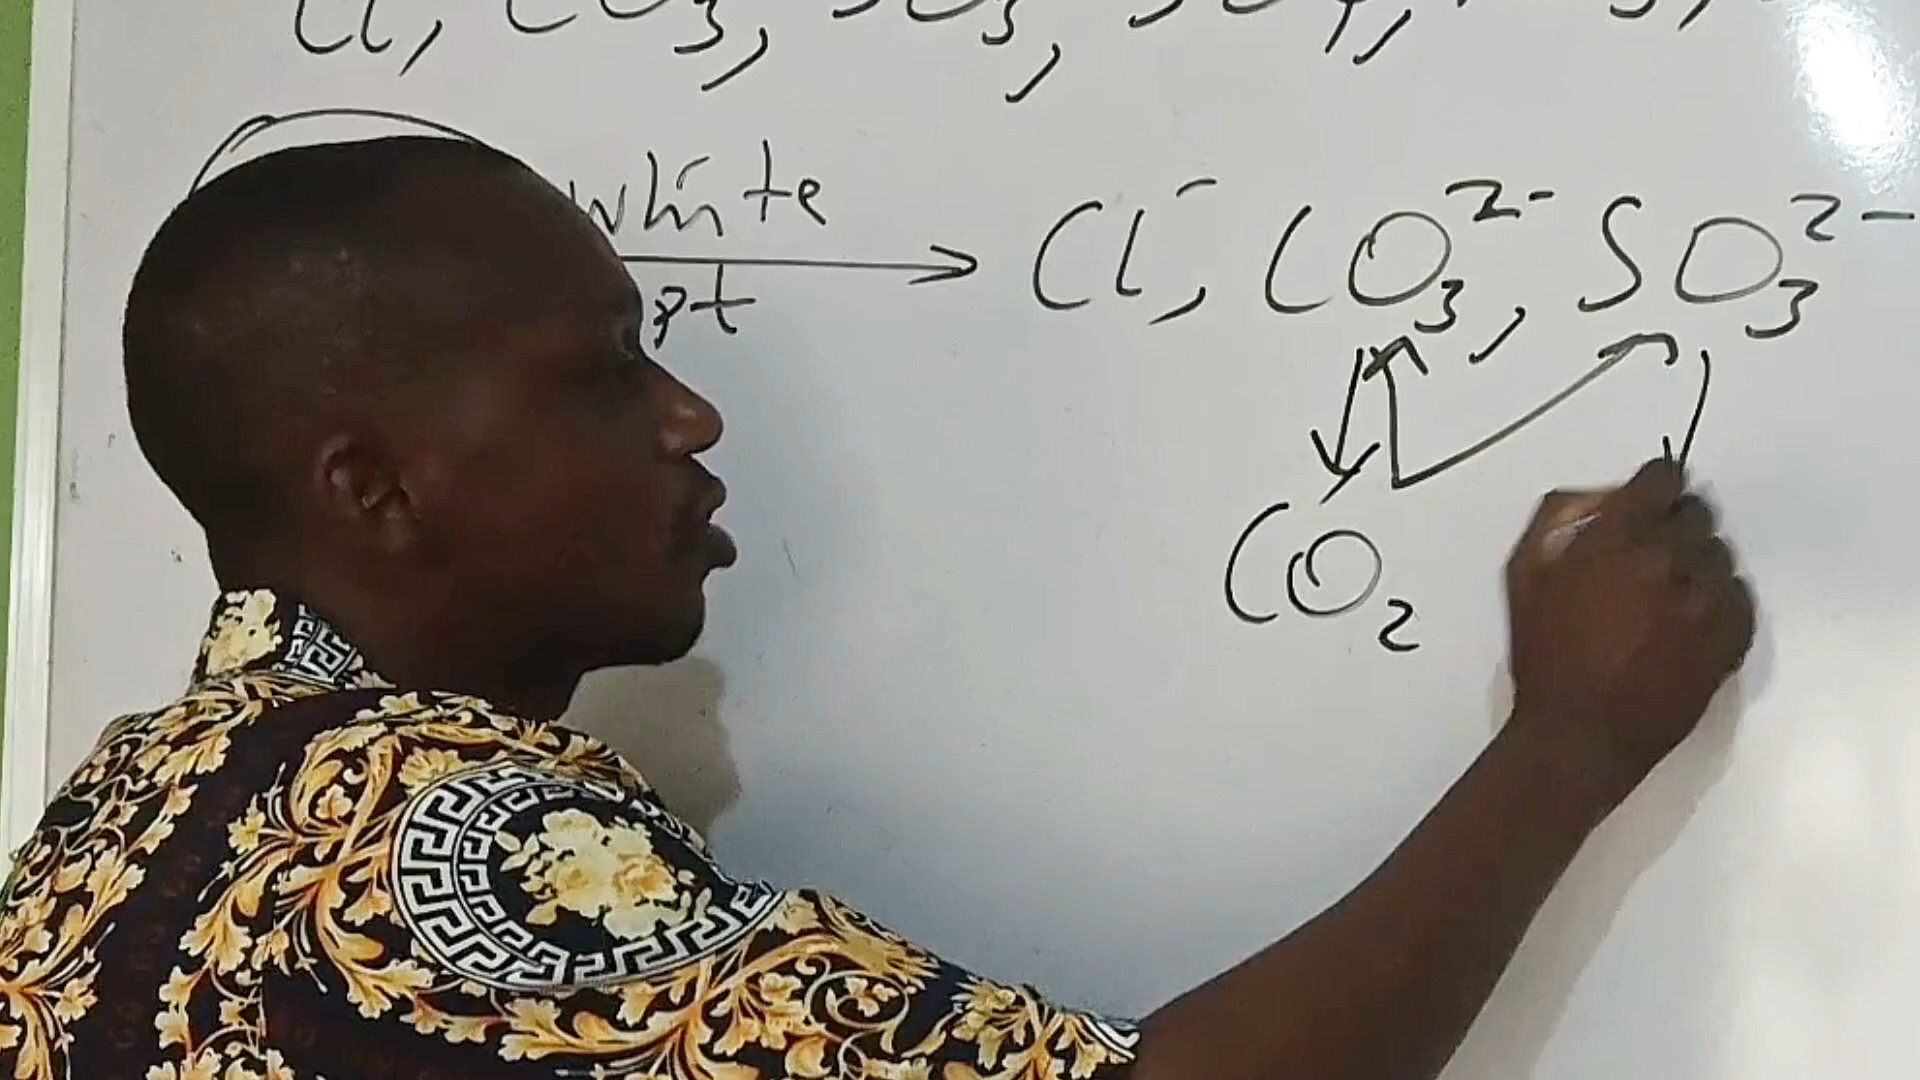 Cl, CO3, SO3, SO4,
white
ppt
Cl⁻, CO₃²⁻, SO₃²⁻
CO₂